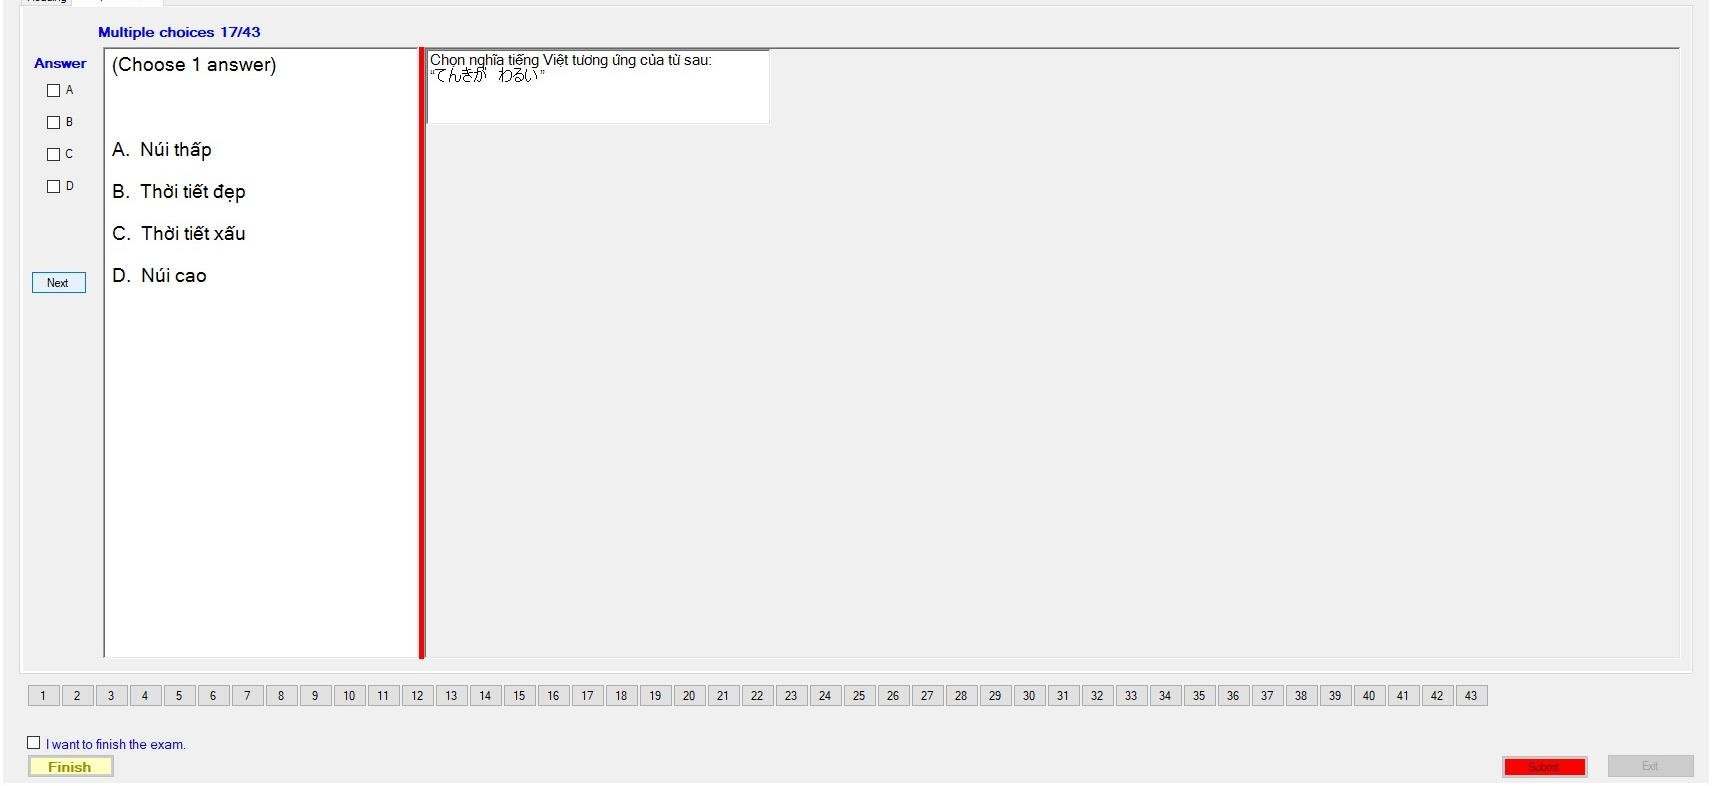 Multiple choices 17/43
Answer
A
B
C
D
Next
(Choose 1 answer)
A. Núi thấp
B. Thời tiết đẹp
C. Thời tiết xấu
D. Núi cao
Chọn nghĩa tiếng Việt tương ứng của từ sau:
“てんきが わるい”
1 2 3 4 5 6 7 8 9 10 11 12 13 14 15 16 17 18 19 20 21 22 23 24 25 26 27 28 29 30 31 32 33 34 35 36 37 38 39 40 41 42 43
I want to finish the exam.
Finish
Submit
Exit